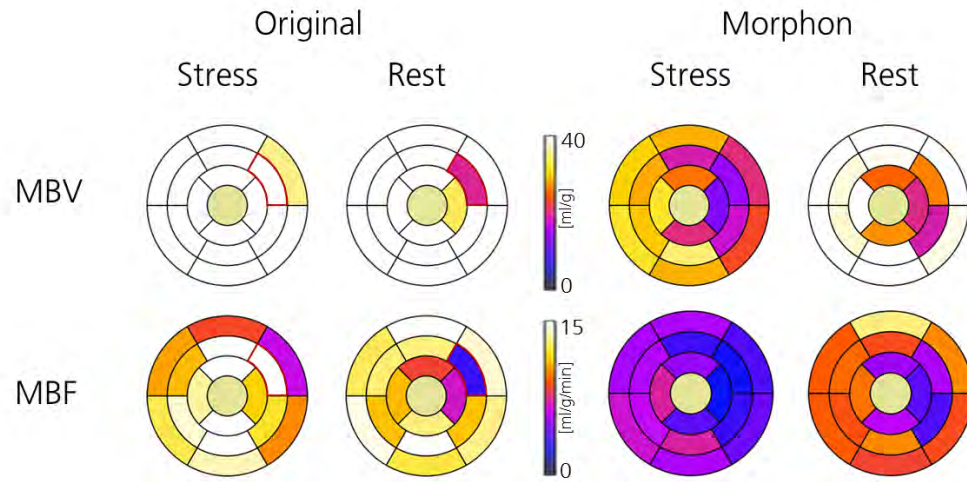 Original Morphon
Stress Rest Stress Rest
MBV
40
[ml/g]
0
MBF
15
[ml/g/min]
0